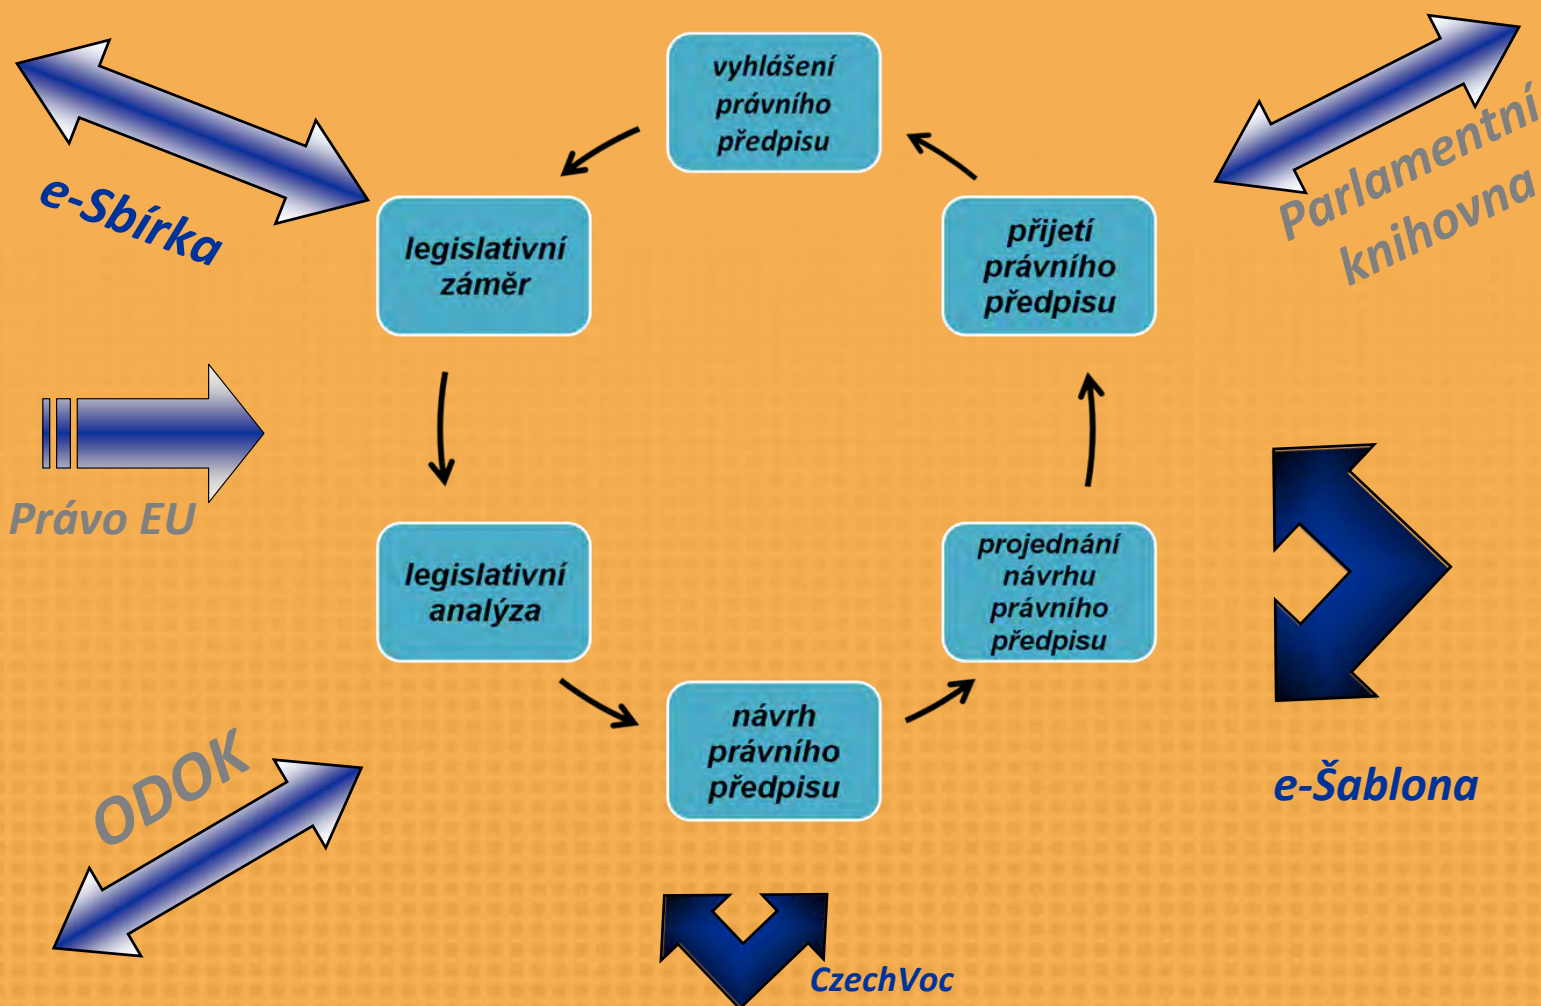 vyhlášení
právního
předpisu
e-Sbírka
Parlamentní
knihovna
legislativní
záměr
přijetí
právního
předpisu
Právo EU
legislativní
analýza
projednání
návrhu
právního
předpisu
návrh
právního
předpisu
ODOK
e-Šablona
CzechVoc